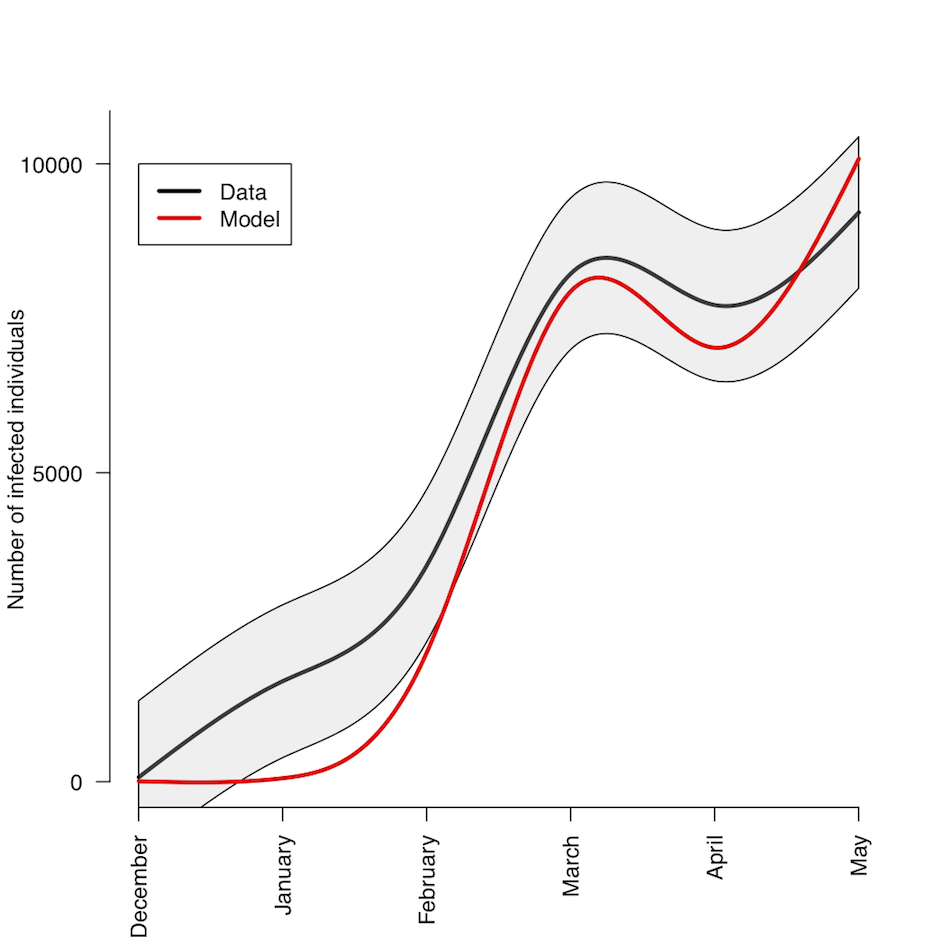 Number of infected individuals
10000
5000
0
Data
Model
December
January
February
March
April
May